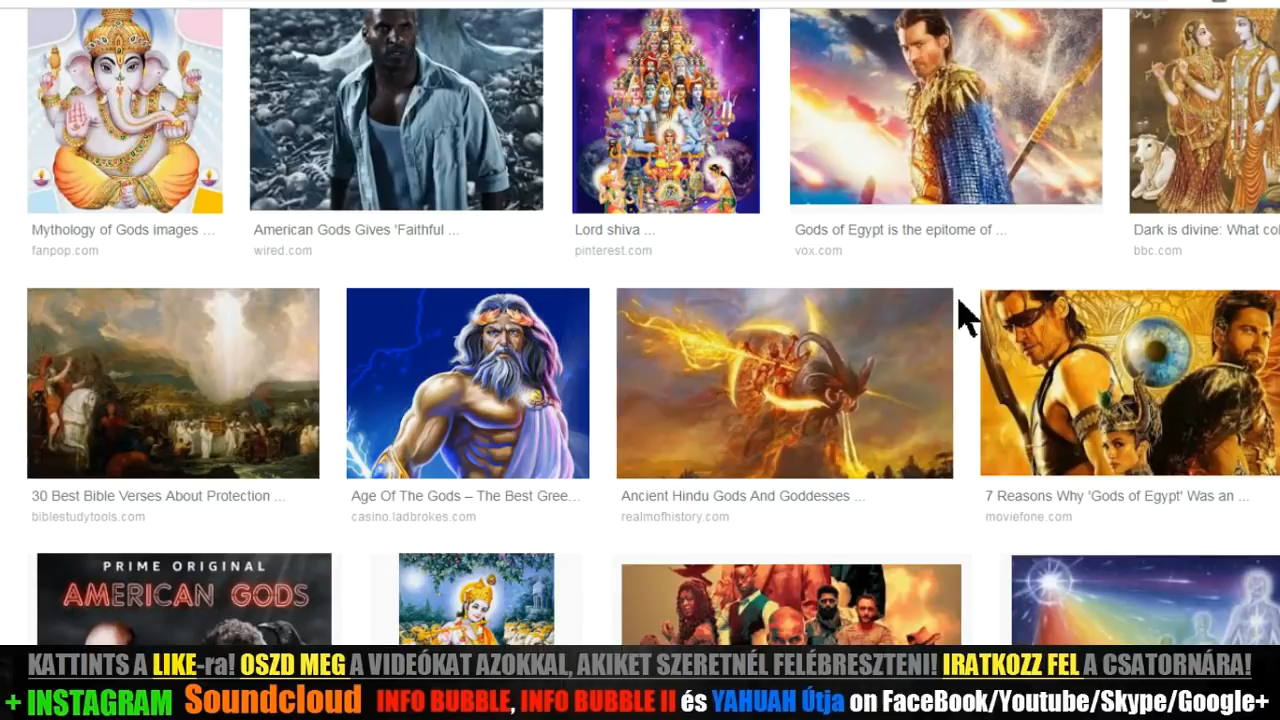 Mythology of Gods images ...
fanpop.com
American Gods Gives 'Faithful ...
wired.com
Lord shiva ...
pinterest.com
Gods of Egypt is the epitome of ...
vox.com
Dark is divine: What col
bbc.com
30 Best Bible Verses About Protection ...
biblestudytools.com
Age Of The Gods – The Best Gree...
casino.ladbrokes.com
Ancient Hindu Gods And Goddesses ...
realmofhistory.com
7 Reasons Why 'Gods of Egypt' Was an ...
moviefone.com
PRIME ORIGINAL
AMERICAN GODS
KATTINTS A LIKE-ra! OSZD MEG A VIDEÓKAT AZOKKAL, AKIKET SZERETNÉL FELÉBRESZTENI! IRATKOZZ FEL A CSATORNÁRA!
+ INSTAGRAM Soundcloud INFO BUBBLE, INFO BUBBLE II és YAHUAH Útja on FaceBook/Youtube/Skype/Google+